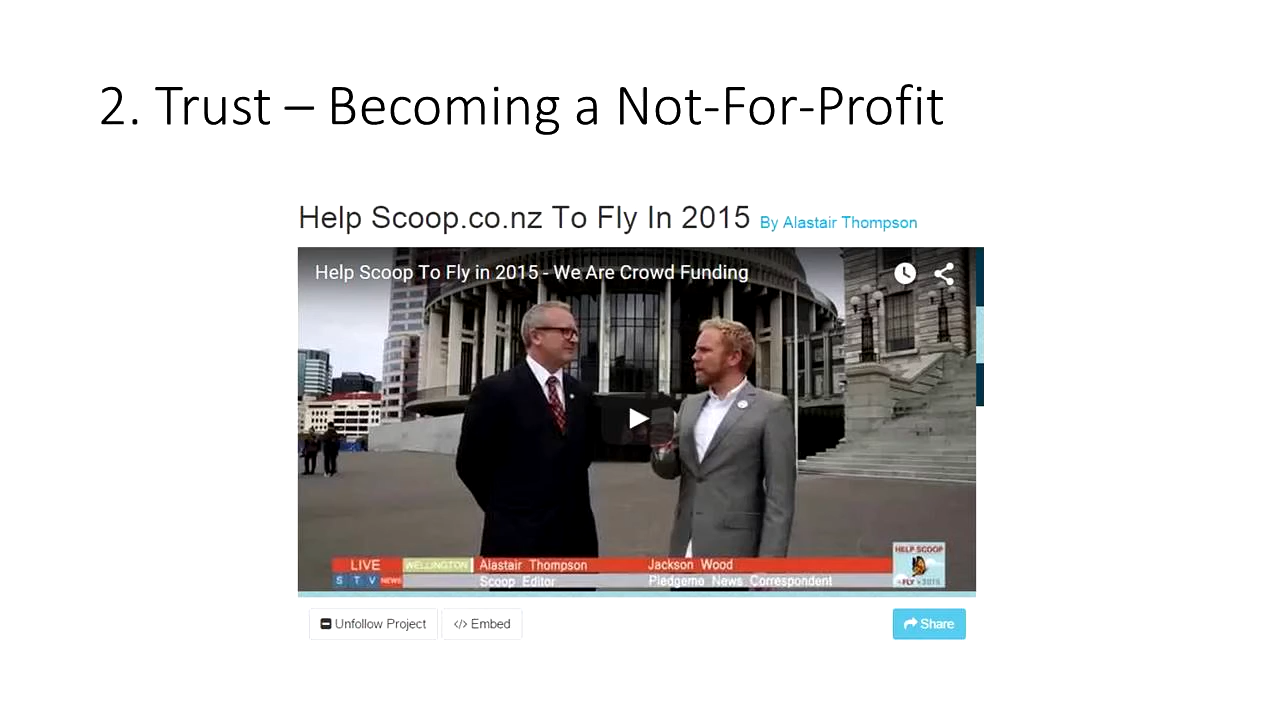 2. Trust – Becoming a Not-For-Profit
Help Scoop.co.nz To Fly In 2015 By Alastair Thompson
Help Scoop To Fly in 2015 - We Are Crowd Funding
LIVE WELLINGTON Alastair Thompson Jackson Wood
S T V NEWS Scoop Editor Pledgeme News Correspondent
HELP SCOOP
FLY 2015
Unfollow Project </> Embed Share